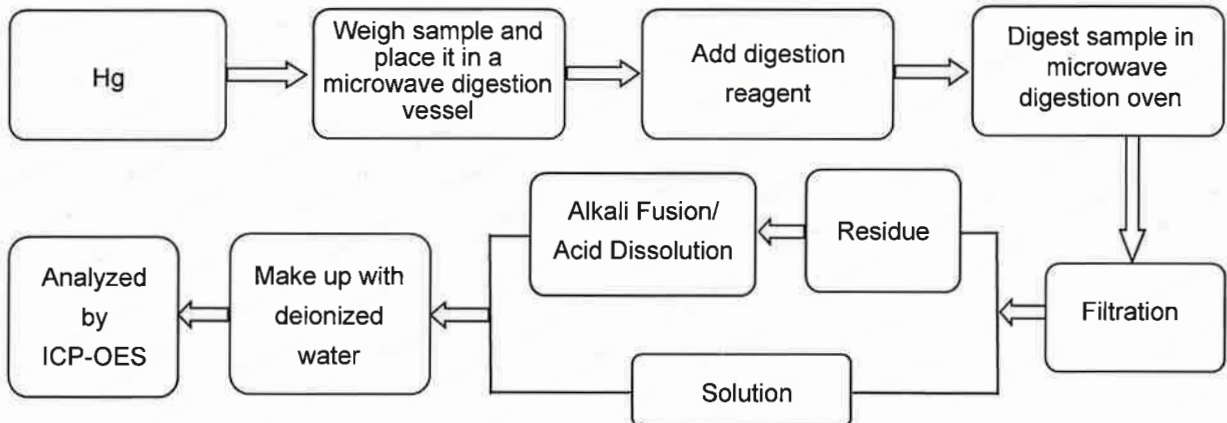 Hg
Weigh sample and
place it in a
microwave digestion
vessel
Add digestion
reagent
Digest sample in
microwave
digestion oven
Filtration
Residue
Alkali Fusion/
Acid Dissolution
Solution
Make up with
deionized
water
Analyzed
by
ICP-OES